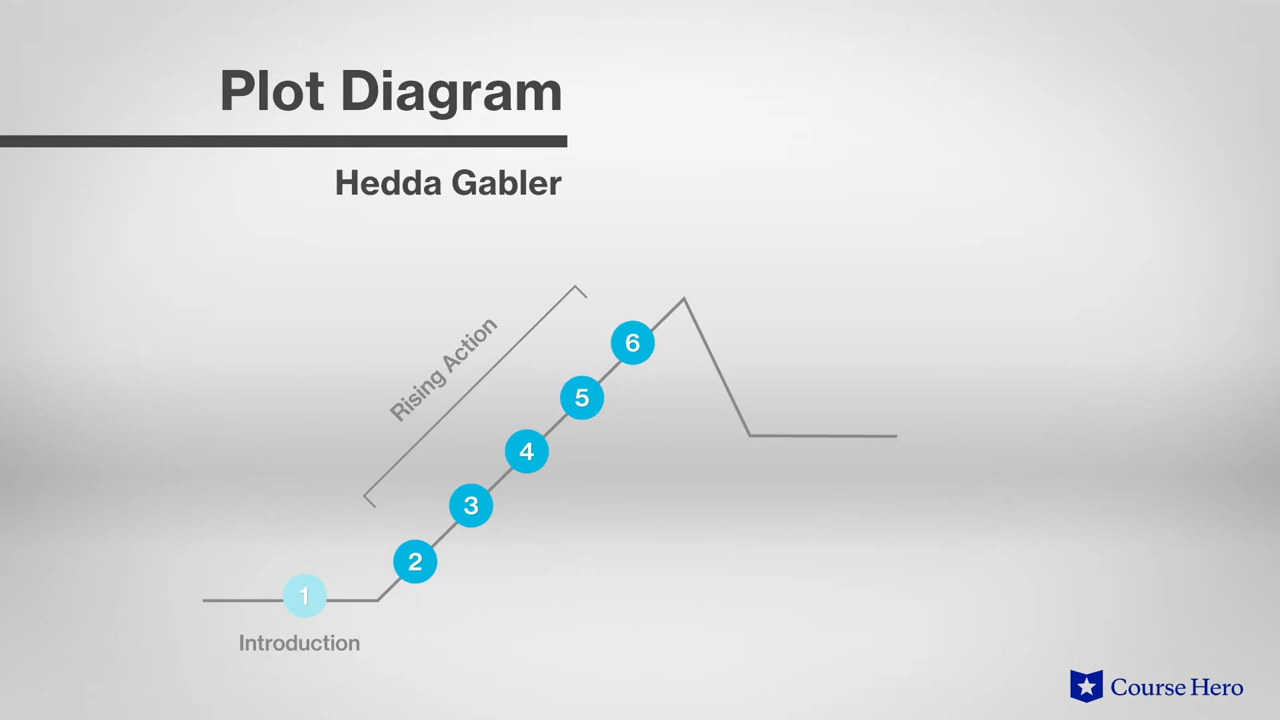 Plot Diagram
Hedda Gabler
Rising Action
6
5
4
3
2
1
Introduction
Course Hero